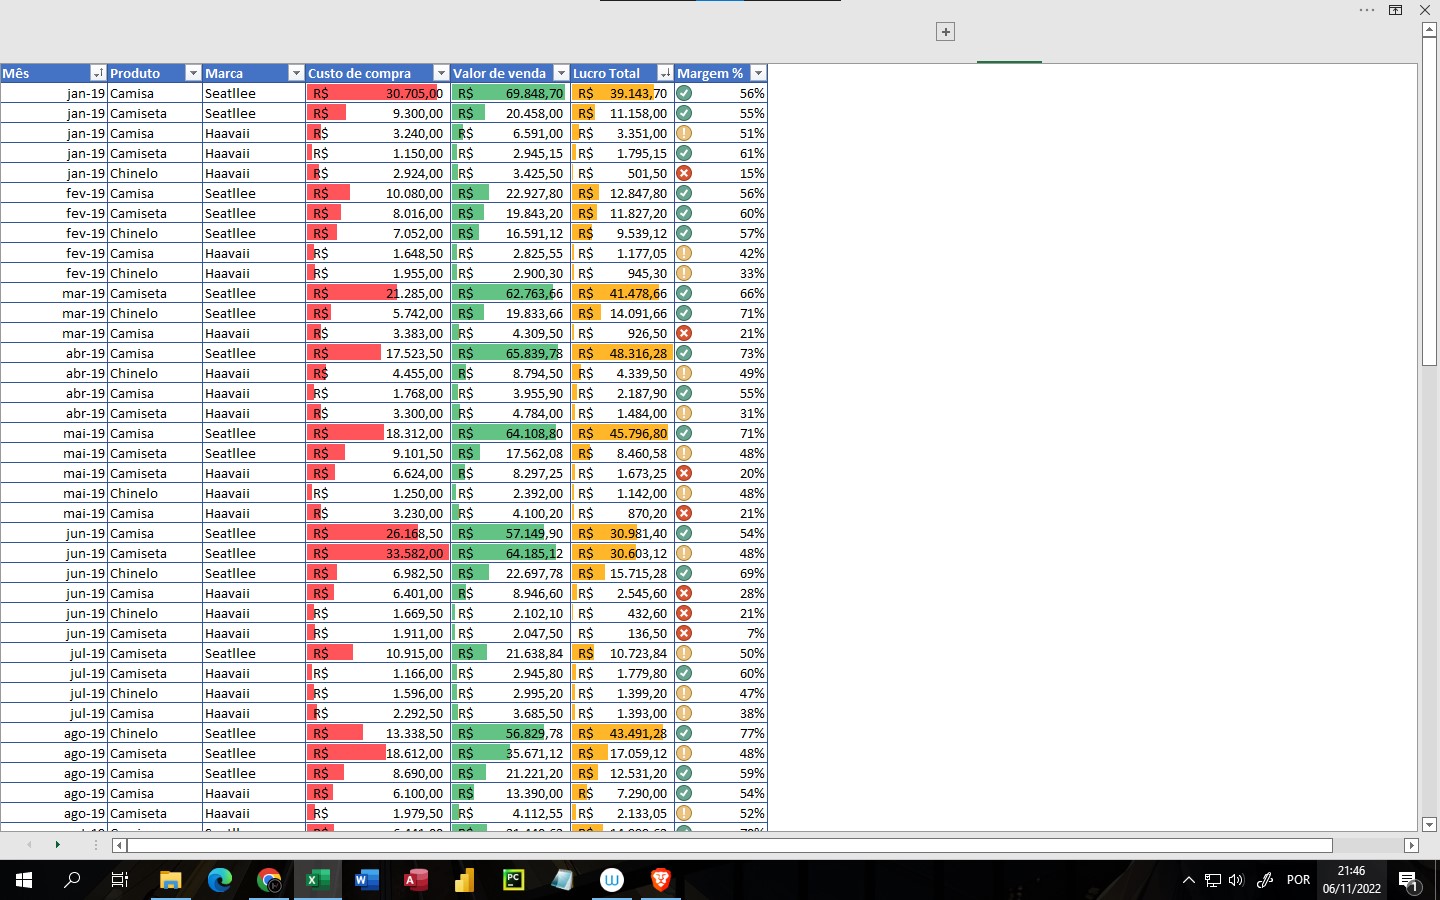 Mês Produto Marca Custo de compra Valor de venda Lucro Total Margem %
jan-19 Camisa Seatllee R$ 30.705,00 R$ 69.848,70 R$ 39.143,70 56%
jan-19 Camiseta Seatllee R$ 9.300,00 R$ 20.458,00 R$ 11.158,00 55%
jan-19 Camisa Haavaii R$ 3.240,00 R$ 6.591,00 R$ 3.351,00 51%
jan-19 Camiseta Haavaii R$ 1.150,00 R$ 2.945,15 R$ 1.795,15 61%
jan-19 Chinelo Haavaii R$ 2.924,00 R$ 3.425,50 R$ 501,50 15%
fev-19 Camisa Seatllee R$ 10.080,00 R$ 22.927,80 R$ 12.847,80 56%
fev-19 Camiseta Seatllee R$ 8.016,00 R$ 19.843,20 R$ 11.827,20 60%
fev-19 Chinelo Seatllee R$ 7.052,00 R$ 16.591,12 R$ 9.539,12 57%
fev-19 Camisa Haavaii R$ 1.648,50 R$ 2.825,55 R$ 1.177,05 42%
fev-19 Chinelo Haavaii R$ 1.955,00 R$ 2.900,30 R$ 945,30 33%
mar-19 Camiseta Seatllee R$ 21.285,00 R$ 62.763,66 R$ 41.478,66 66%
mar-19 Chinelo Seatllee R$ 5.742,00 R$ 19.833,66 R$ 14.091,66 71%
mar-19 Camisa Haavaii R$ 3.383,00 R$ 4.309,50 R$ 926,50 21%
abr-19 Camisa Seatllee R$ 17.523,50 R$ 65.839,78 R$ 48.316,28 73%
abr-19 Chinelo Haavaii R$ 4.455,00 R$ 8.794,50 R$ 4.339,50 49%
abr-19 Camisa Haavaii R$ 1.768,00 R$ 3.955,90 R$ 2.187,90 55%
abr-19 Camiseta Haavaii R$ 3.300,00 R$ 4.784,00 R$ 1.484,00 31%
mai-19 Camisa Seatllee R$ 18.312,00 R$ 64.108,80 R$ 45.796,80 71%
mai-19 Camiseta Seatllee R$ 9.101,50 R$ 17.562,08 R$ 8.460,58 48%
mai-19 Camiseta Haavaii R$ 6.624,00 R$ 8.297,25 R$ 1.673,25 20%
mai-19 Chinelo Haavaii R$ 1.250,00 R$ 2.392,00 R$ 1.142,00 48%
mai-19 Camisa Haavaii R$ 3.230,00 R$ 4.100,20 R$ 870,20 21%
jun-19 Camisa Seatllee R$ 26.168,50 R$ 57.149,90 R$ 30.981,40 54%
jun-19 Camiseta Seatllee R$ 33.582,00 R$ 64.185,12 R$ 30.603,12 48%
jun-19 Chinelo Seatllee R$ 6.982,50 R$ 22.697,78 R$ 15.715,28 69%
jun-19 Camisa Haavaii R$ 6.401,00 R$ 8.946,60 R$ 2.545,60 28%
jun-19 Chinelo Haavaii R$ 1.669,50 R$ 2.102,10 R$ 432,60 21%
jun-19 Camiseta Haavaii R$ 1.911,00 R$ 2.047,50 R$ 136,50 7%
jul-19 Camiseta Seatllee R$ 10.915,00 R$ 21.638,84 R$ 10.723,84 50%
jul-19 Camiseta Haavaii R$ 1.166,00 R$ 2.945,80 R$ 1.779,80 60%
jul-19 Chinelo Haavaii R$ 1.596,00 R$ 2.995,20 R$ 1.399,20 47%
jul-19 Camisa Haavaii R$ 2.292,50 R$ 3.685,50 R$ 1.393,00 38%
ago-19 Chinelo Seatllee R$ 13.338,50 R$ 56.829,78 R$ 43.491,28 77%
ago-19 Camiseta Seatllee R$ 18.612,00 R$ 35.671,12 R$ 17.059,12 48%
ago-19 Camisa Seatllee R$ 8.690,00 R$ 21.221,20 R$ 12.531,20 59%
ago-19 Camisa Haavaii R$ 6.100,00 R$ 13.390,00 R$ 7.290,00 54%
ago-19 Camiseta Haavaii R$ 1.979,50 R$ 4.112,55 R$ 2.133,05 52%
POR
21:46
06/11/2022
1